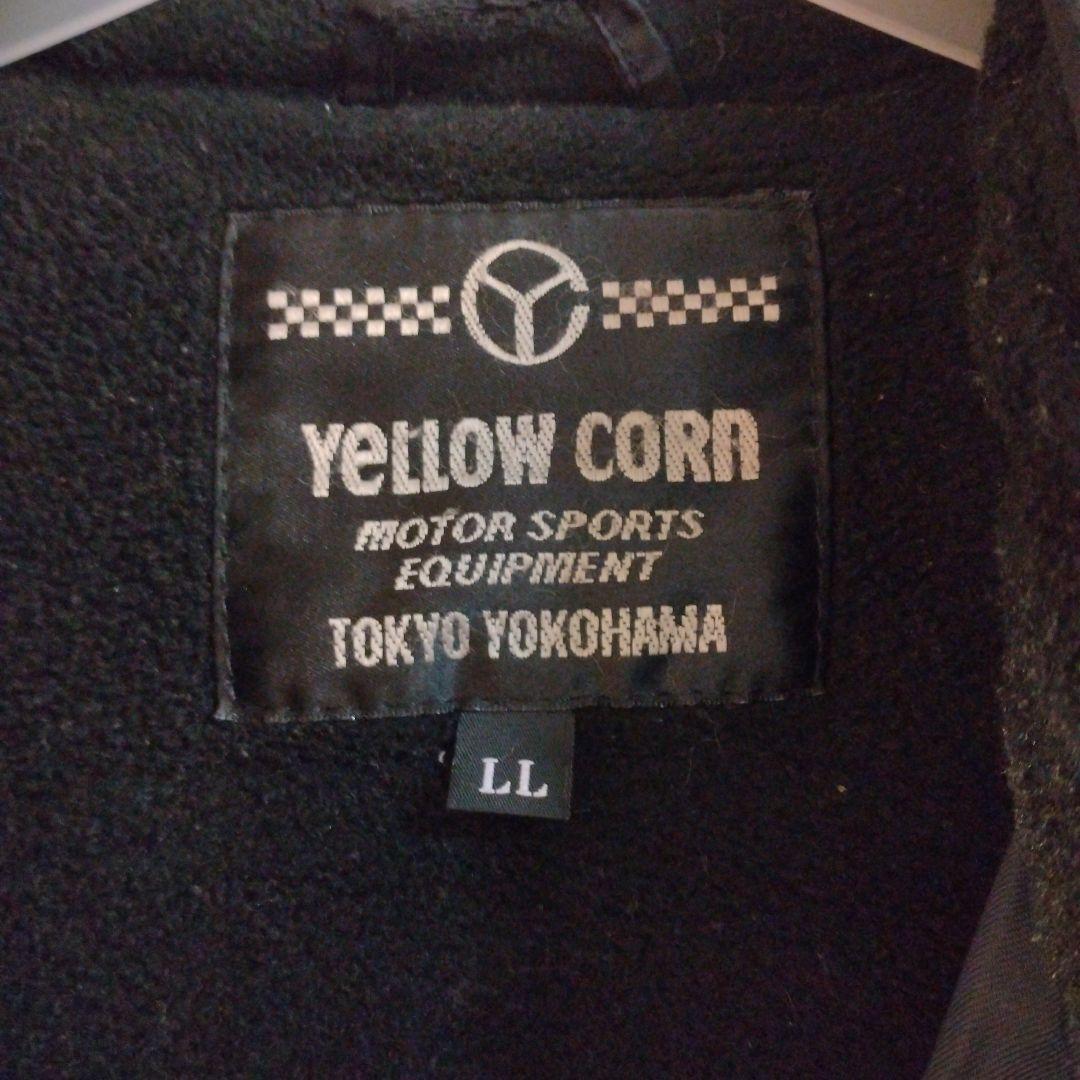 YeLLOW CORn
MOTOR SPORTS
EQUIPMENT
TOKYO YOKOHAMA
LL